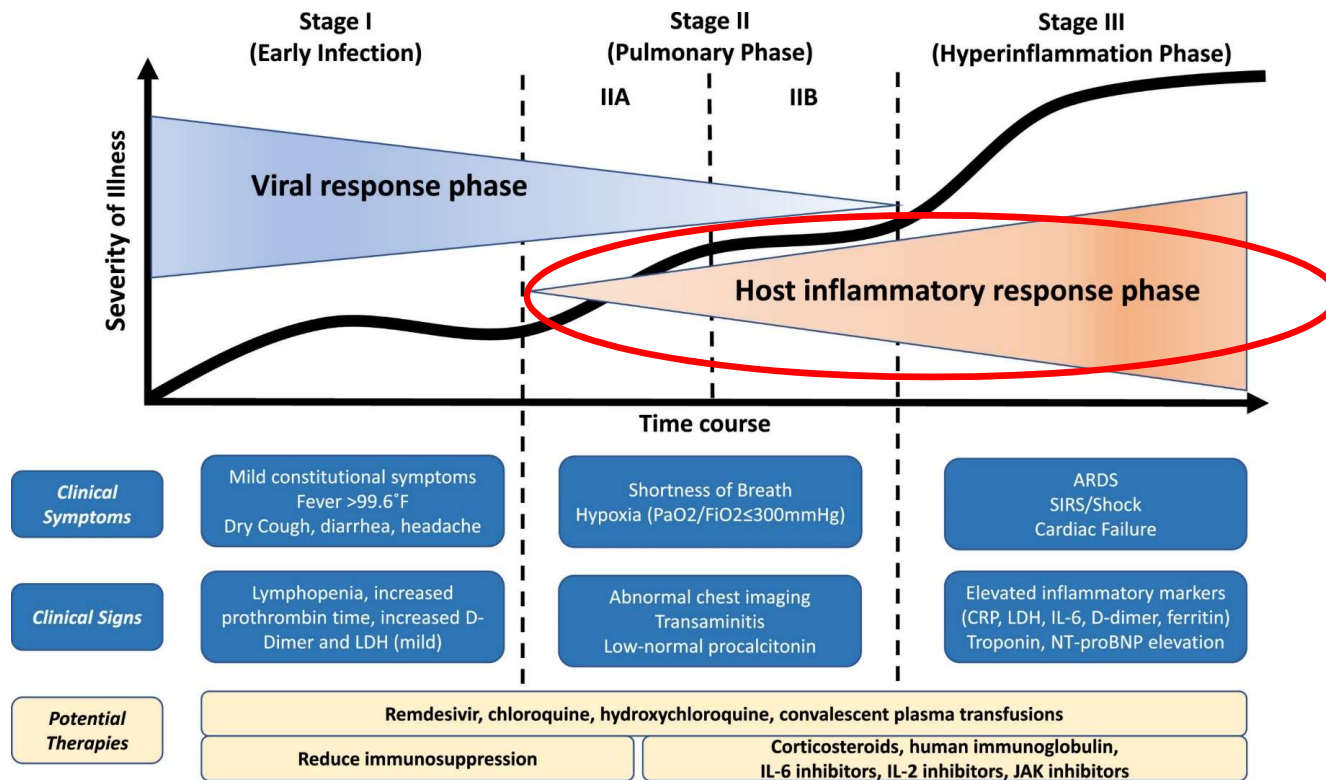 Stage I
(Early Infection)
Stage II
(Pulmonary Phase)
Stage III
(Hyperinflammation Phase)
IIA
IIB
Severity of Illness
Viral response phase
Host inflammatory response phase
Time course
Clinical
Symptoms
Mild constitutional symptoms
Fever >99.6°F
Dry Cough, diarrhea, headache
Shortness of Breath
Hypoxia (PaO2/FiO2≤300mmHg)
ARDS
SIRS/Shock
Cardiac Failure
Clinical Signs
Lymphopenia, increased
prothrombin time, increased D-
Dimer and LDH (mild)
Abnormal chest imaging
Transaminitis
Low-normal procalcitonin
Elevated inflammatory markers
(CRP, LDH, IL-6, D-dimer, ferritin)
Troponin, NT-proBNP elevation
Potential
Therapies
Remdesivir, chloroquine, hydroxychloroquine, convalescent plasma transfusions
Reduce immunosuppression
Corticosteroids, human immunoglobulin,
IL-6 inhibitors, IL-2 inhibitors, JAK inhibitors